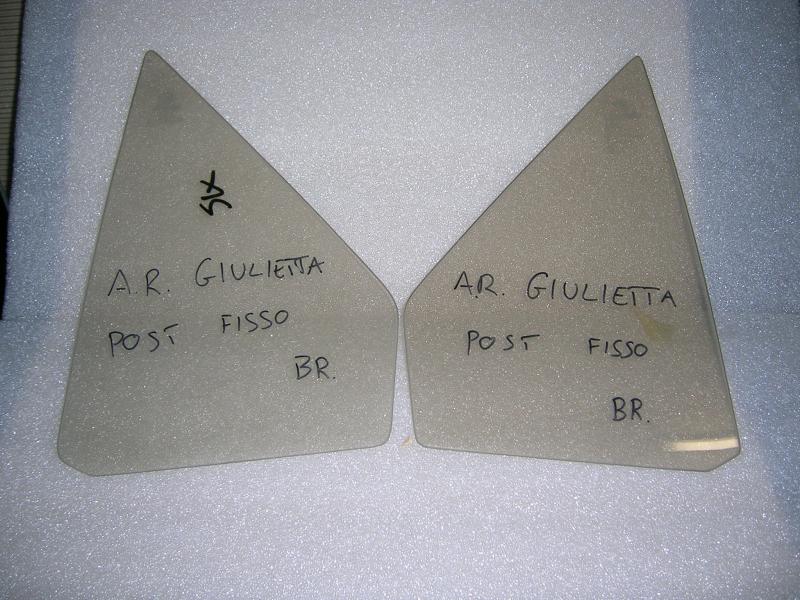 A.R. GIULIETTA
POST FISSO
BR.
A.R. GIULIETTA
POST FISSO
BR.